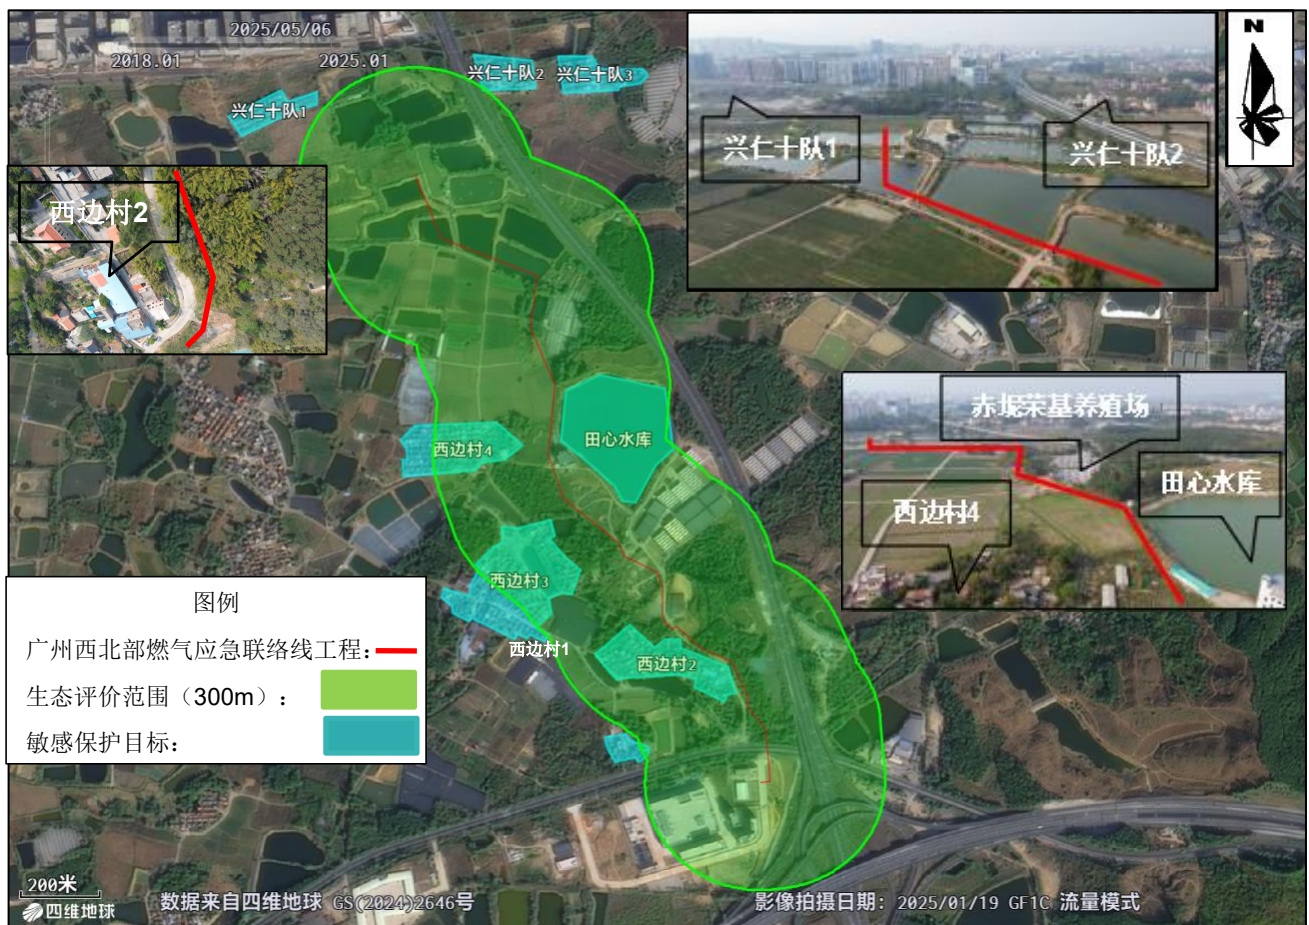 2025/05/06
2018.01
2025.01
兴仁十队1
兴仁十队2
兴仁十队3
兴仁十队1
兴仁十队2
N
西边村2
赤坭荣基养殖场
西边村4
田心水库
田心水库
西边村4
西边村3
西边村1
西边村2
图例
广州西北部燃气应急联络线工程：
生态评价范围（300m）：
敏感保护目标：
200米
四维地球
数据来自四维地球 GS(2024)2646号
影像拍摄日期：2025/01/19 GF1C 流量模式